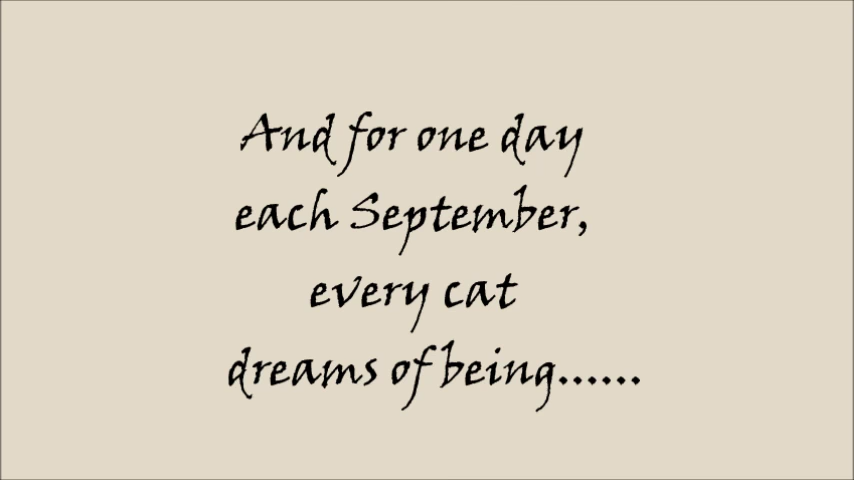 And for one day
each September,
every cat
dreams of being......